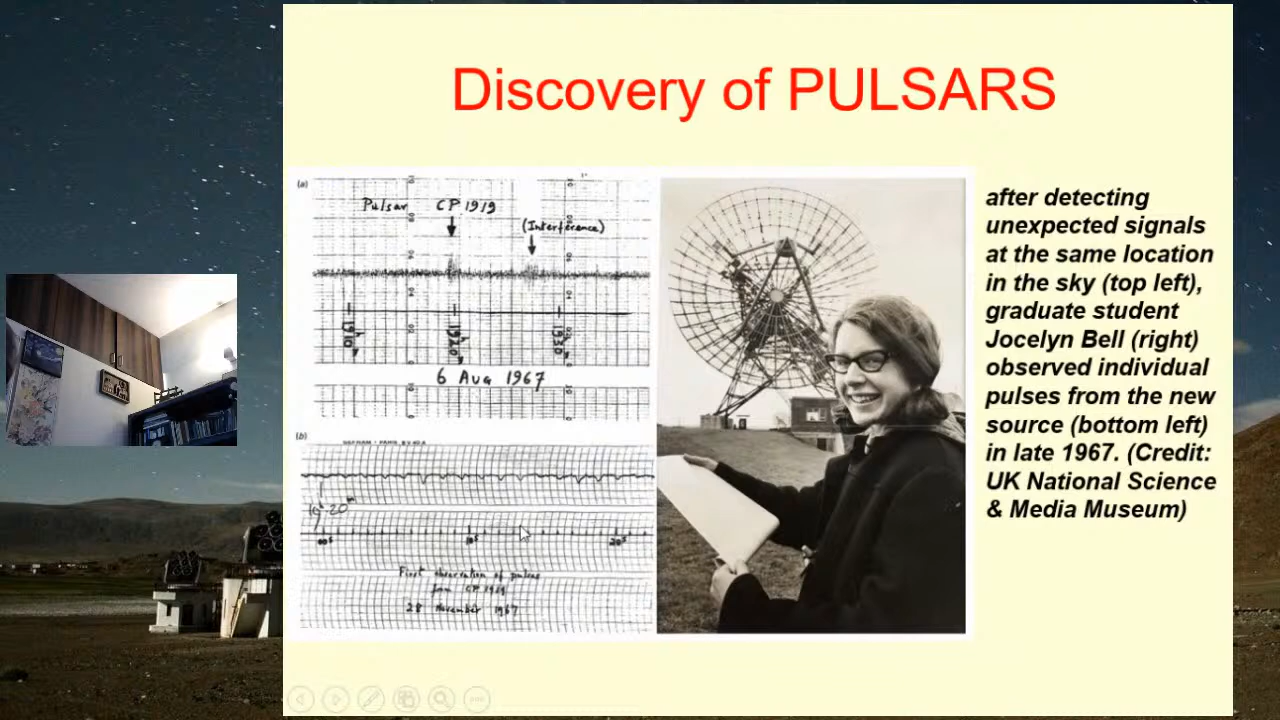 Discovery of PULSARS
(a)
Pulsar CP 1919
(Interference)
6 Aug 1967
(b)
First observation of pulses
from CP 1919
28 November 1967
after detecting
unexpected signals
at the same location
in the sky (top left),
graduate student
Jocelyn Bell (right)
observed individual
pulses from the new
source (bottom left)
in late 1967. (Credit:
UK National Science
& Media Museum)